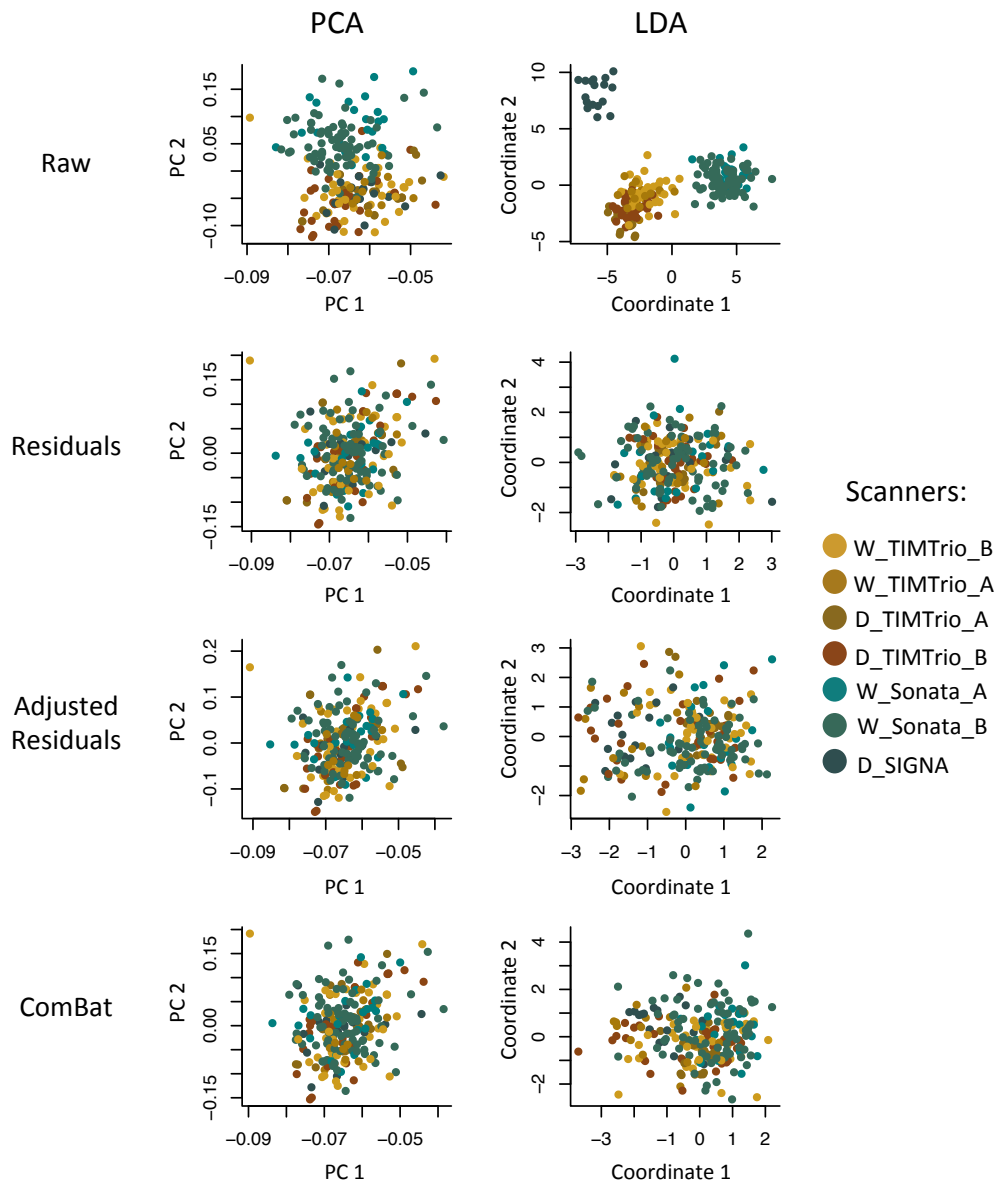 PCA
LDA
Raw
PC 2
0.15
0.05
−0.10
−0.09
−0.07
−0.05
PC 1
Coordinate 2
10
5
0
−5
−5
0
5
Coordinate 1
Residuals
PC 2
0.15
0.00
−0.15
−0.09
−0.07
−0.05
PC 1
Coordinate 2
4
2
0
−2
−3
−2
−1
0
1
2
3
Coordinate 1
Adjusted
Residuals
PC 2
0.2
0.1
0.0
−0.1
−0.09
−0.07
−0.05
PC 1
Coordinate 2
3
2
1
0
−2
−3
−2
−1
0
1
2
Coordinate 1
ComBat
PC 2
0.15
0.00
−0.15
−0.09
−0.07
−0.05
PC 1
Coordinate 2
4
2
0
−2
−3
−1
0
1
2
Coordinate 1
Scanners:
W_TIMTrio_B
W_TIMTrio_A
D_TIMTrio_A
D_TIMTrio_B
W_Sonata_A
W_Sonata_B
D_SIGNA